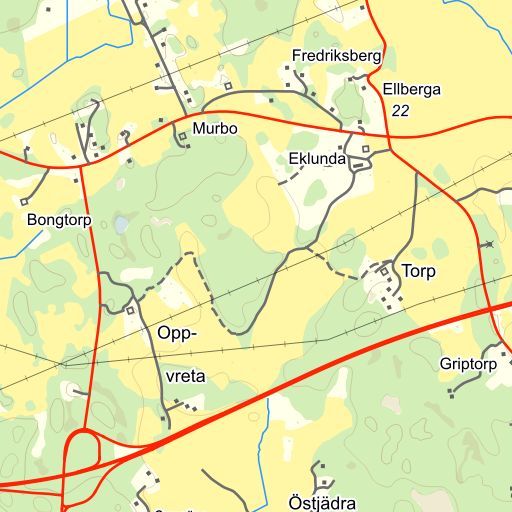 Fredriksberg
Ellberga
22
Murbo
Eklunda
Bongtorp
Torp
Opp-
vreta
Griptorp
Östjädra